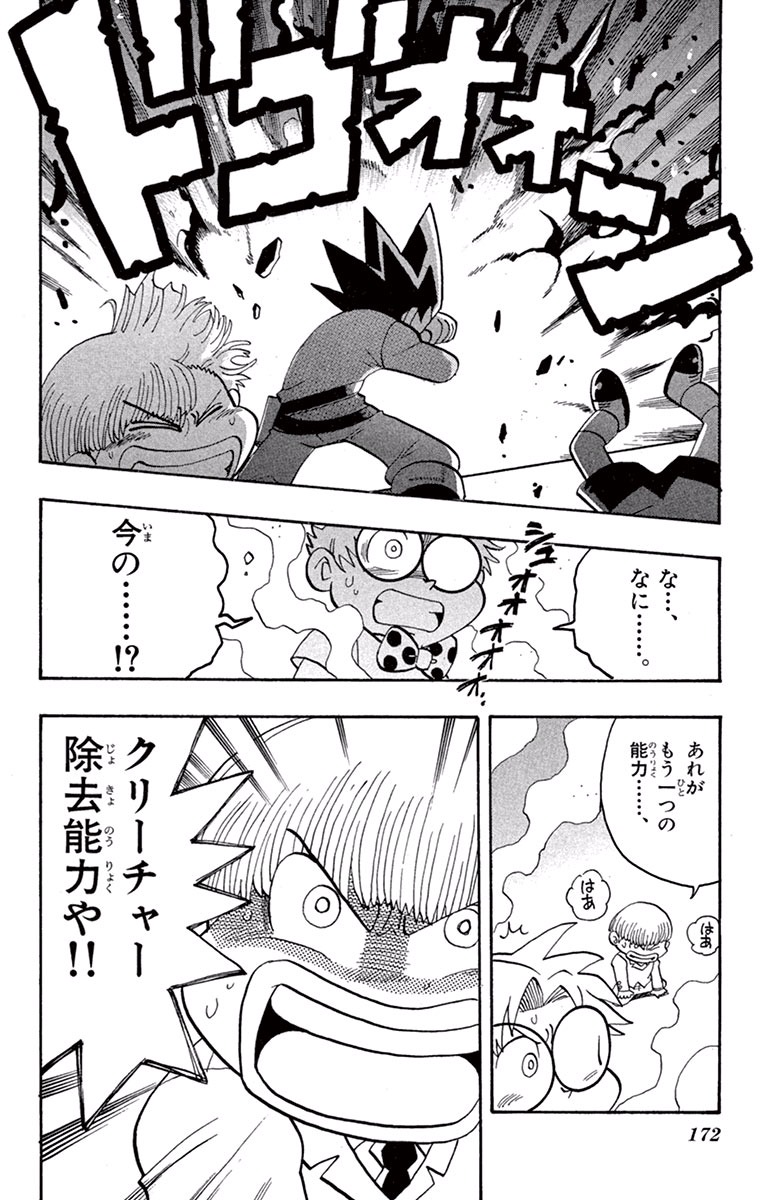 ドゴオォン
な…、
なに……。
シュオオオオ…
今の……
!?
あれが
もう一つの
能力……、
はあ
はあ
クリーチャー
除去能力や!!
172